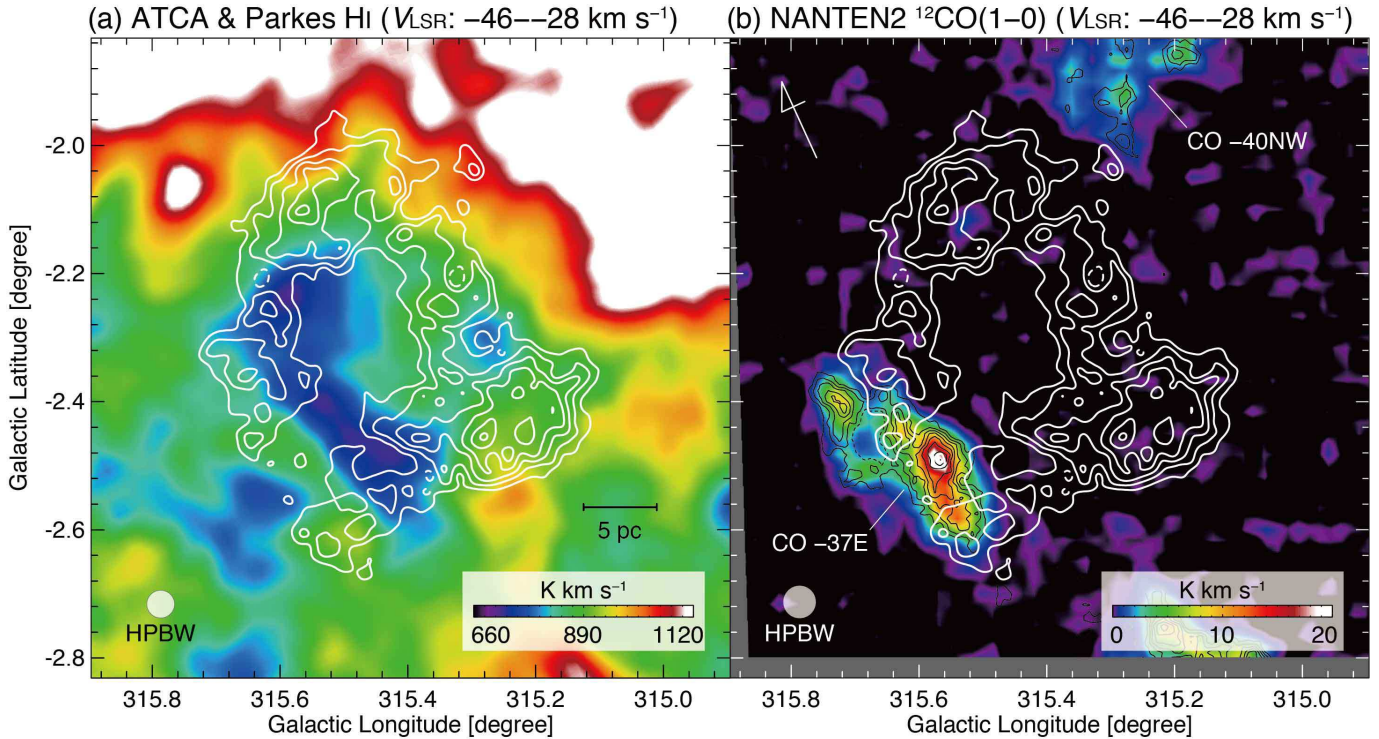 (a) ATCA & Parkes HI (VLSR: −46–−28 km s⁻¹)
(b) NANTEN2 ¹²CO(1–0) (VLSR: −46–−28 km s⁻¹)
Galactic Latitude [degree]
-2.0
-2.2
-2.4
-2.6
-2.8
5 pc
HPBW
K km s⁻¹
660 890 1120
315.8 315.6 315.4 315.2 315.0
Galactic Longitude [degree]
CO −40NW
CO −37E
HPBW
K km s⁻¹
0 10 20
315.8 315.6 315.4 315.2 315.0
Galactic Longitude [degree]